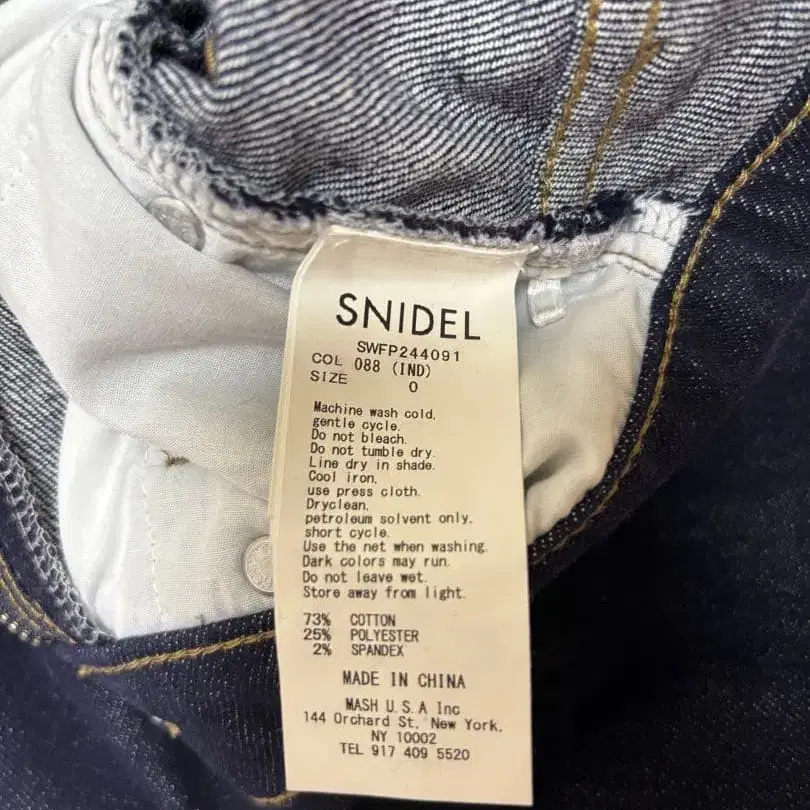 SNIDEL
SWFP244091
COL 088 (IND)
SIZE 0
Machine wash cold,
gentle cycle.
Do not bleach.
Do not tumble dry.
Line dry in shade.
Cool iron,
use press cloth.
Dryclean,
petroleum solvent only.
short cycle.
Use the net when washing.
Dark colors may run.
Do not leave wet.
Store away from light.
73% COTTON
25% POLYESTER
2% SPANDEX
MADE IN CHINA
MASH U.S.A Inc
144 Orchard St, New York,
NY 10002
TEL 917 409 5520